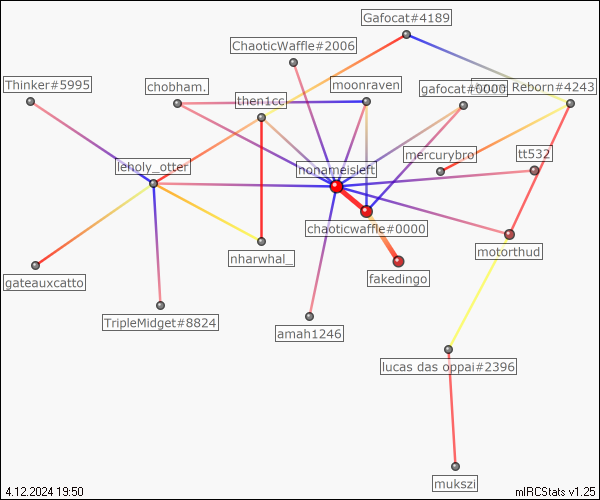 Gafocat#4189
ChaoticWaffle#2006
Thinker#5995
chobham.
moonraven
gafocat#0000
Reborn#4243
then1cc
mercurybro
tt532
leholy_otter
nonameisleft
chaoticwaffle#0000
nharwhal_
motorthud
gateauxcatto
fakedingo
TripleMidget#8824
amah1246
lucas das oppai#2396
mukszi
4.12.2024 19:50
mIRCStats v1.25